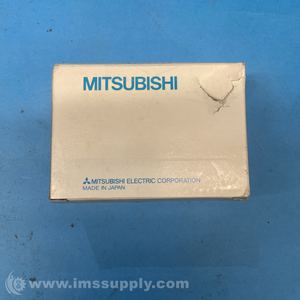 MITSUBISHI
MITSUBISHI ELECTRIC CORPORATION
MADE IN JAPAN
© www.imssupply.com